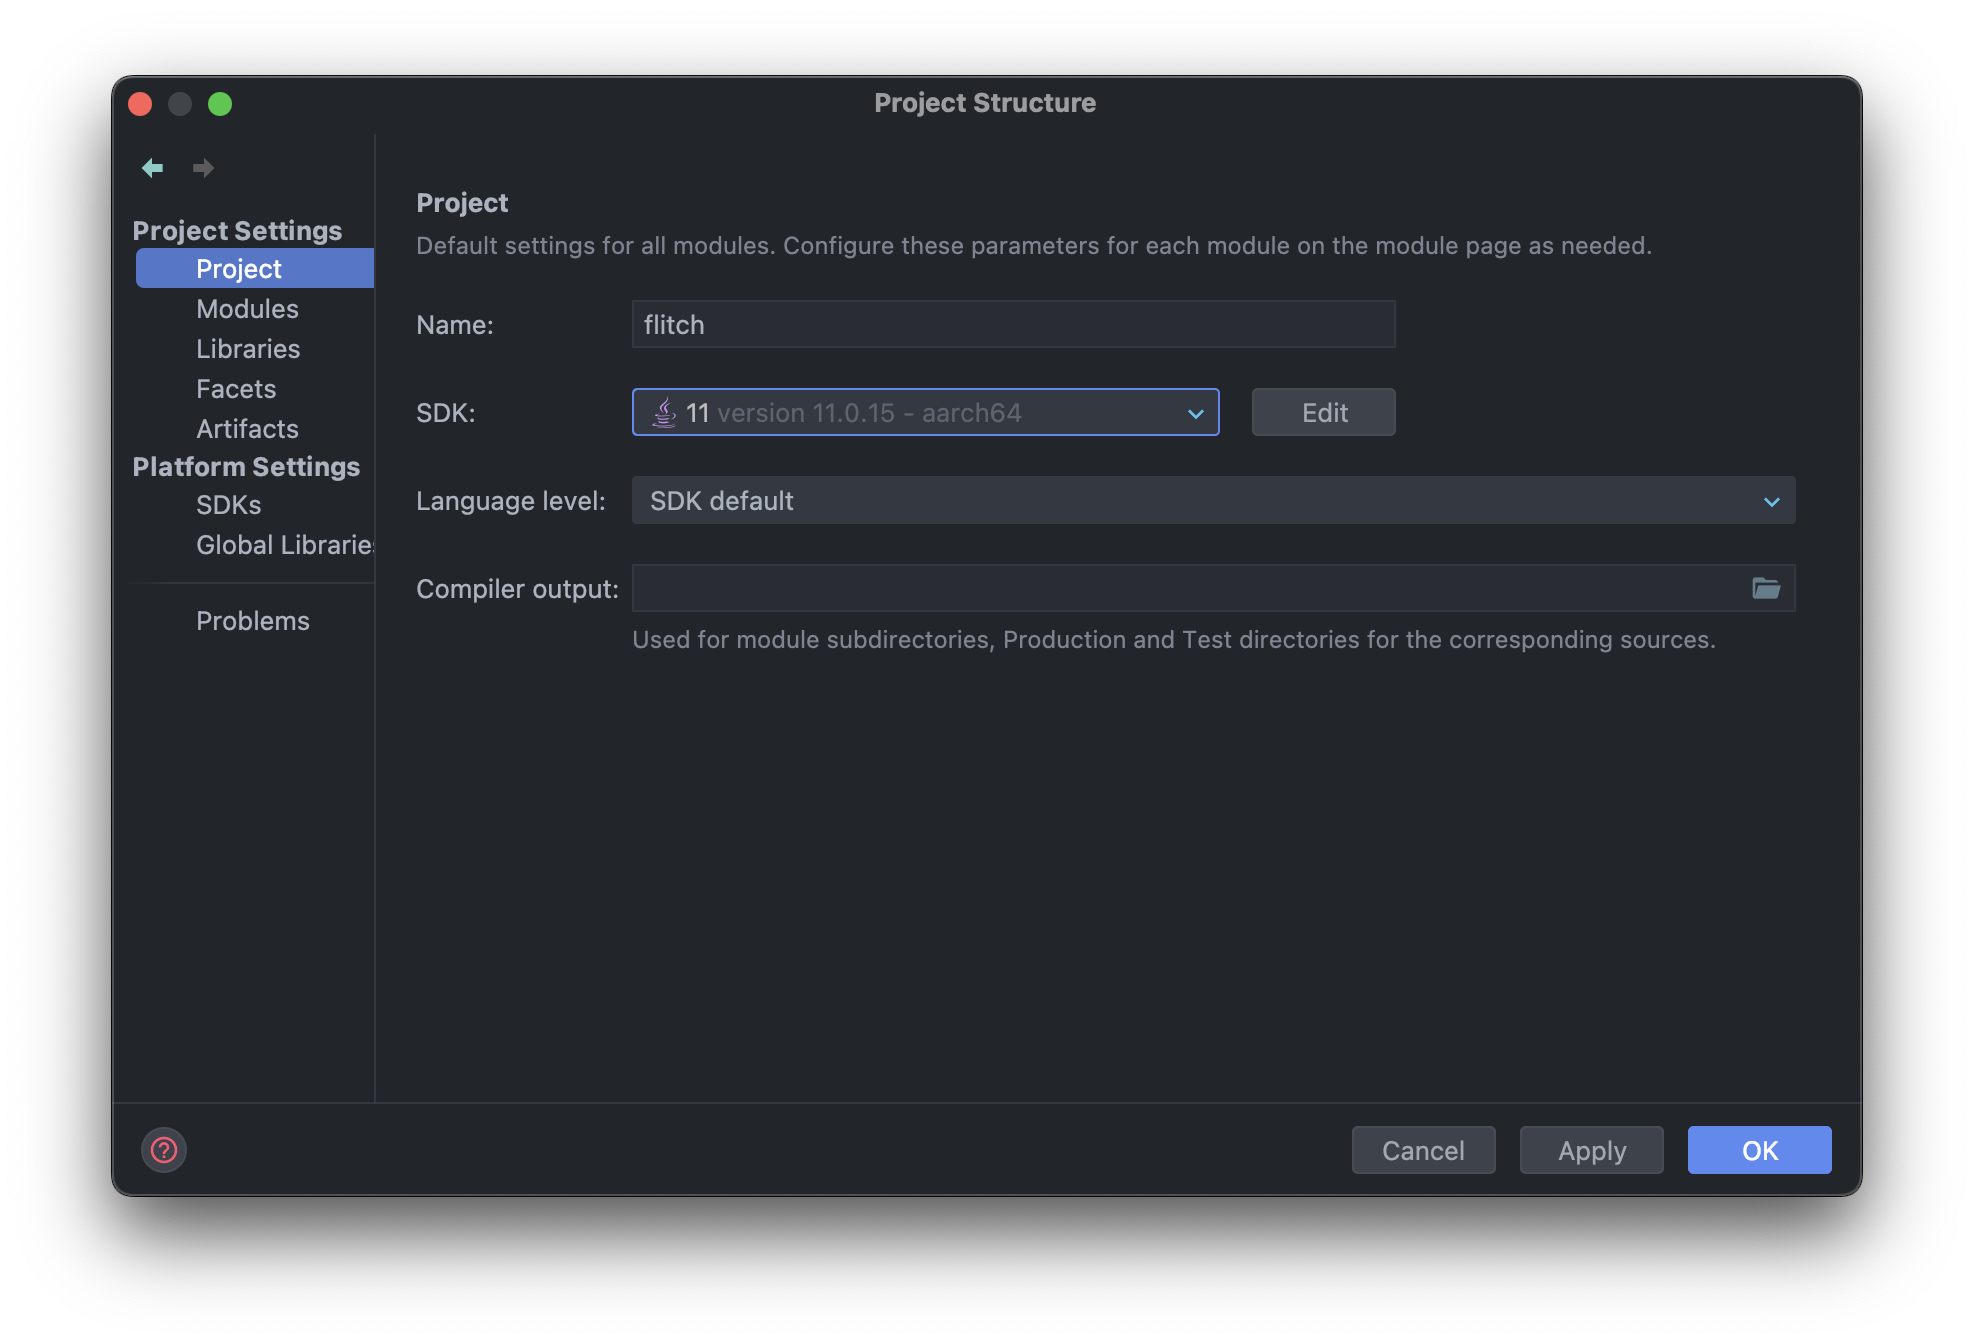 Project Structure
Project Settings
Project
Modules
Libraries
Facets
Artifacts
Platform Settings
SDKs
Global Libraries
Problems
Project
Default settings for all modules. Configure these parameters for each module on the module page as needed.
Name: flitch
SDK: 11 version 11.0.15 - aarch64 Edit
Language level: SDK default
Compiler output:
Used for module subdirectories, Production and Test directories for the corresponding sources.
? Cancel Apply OK